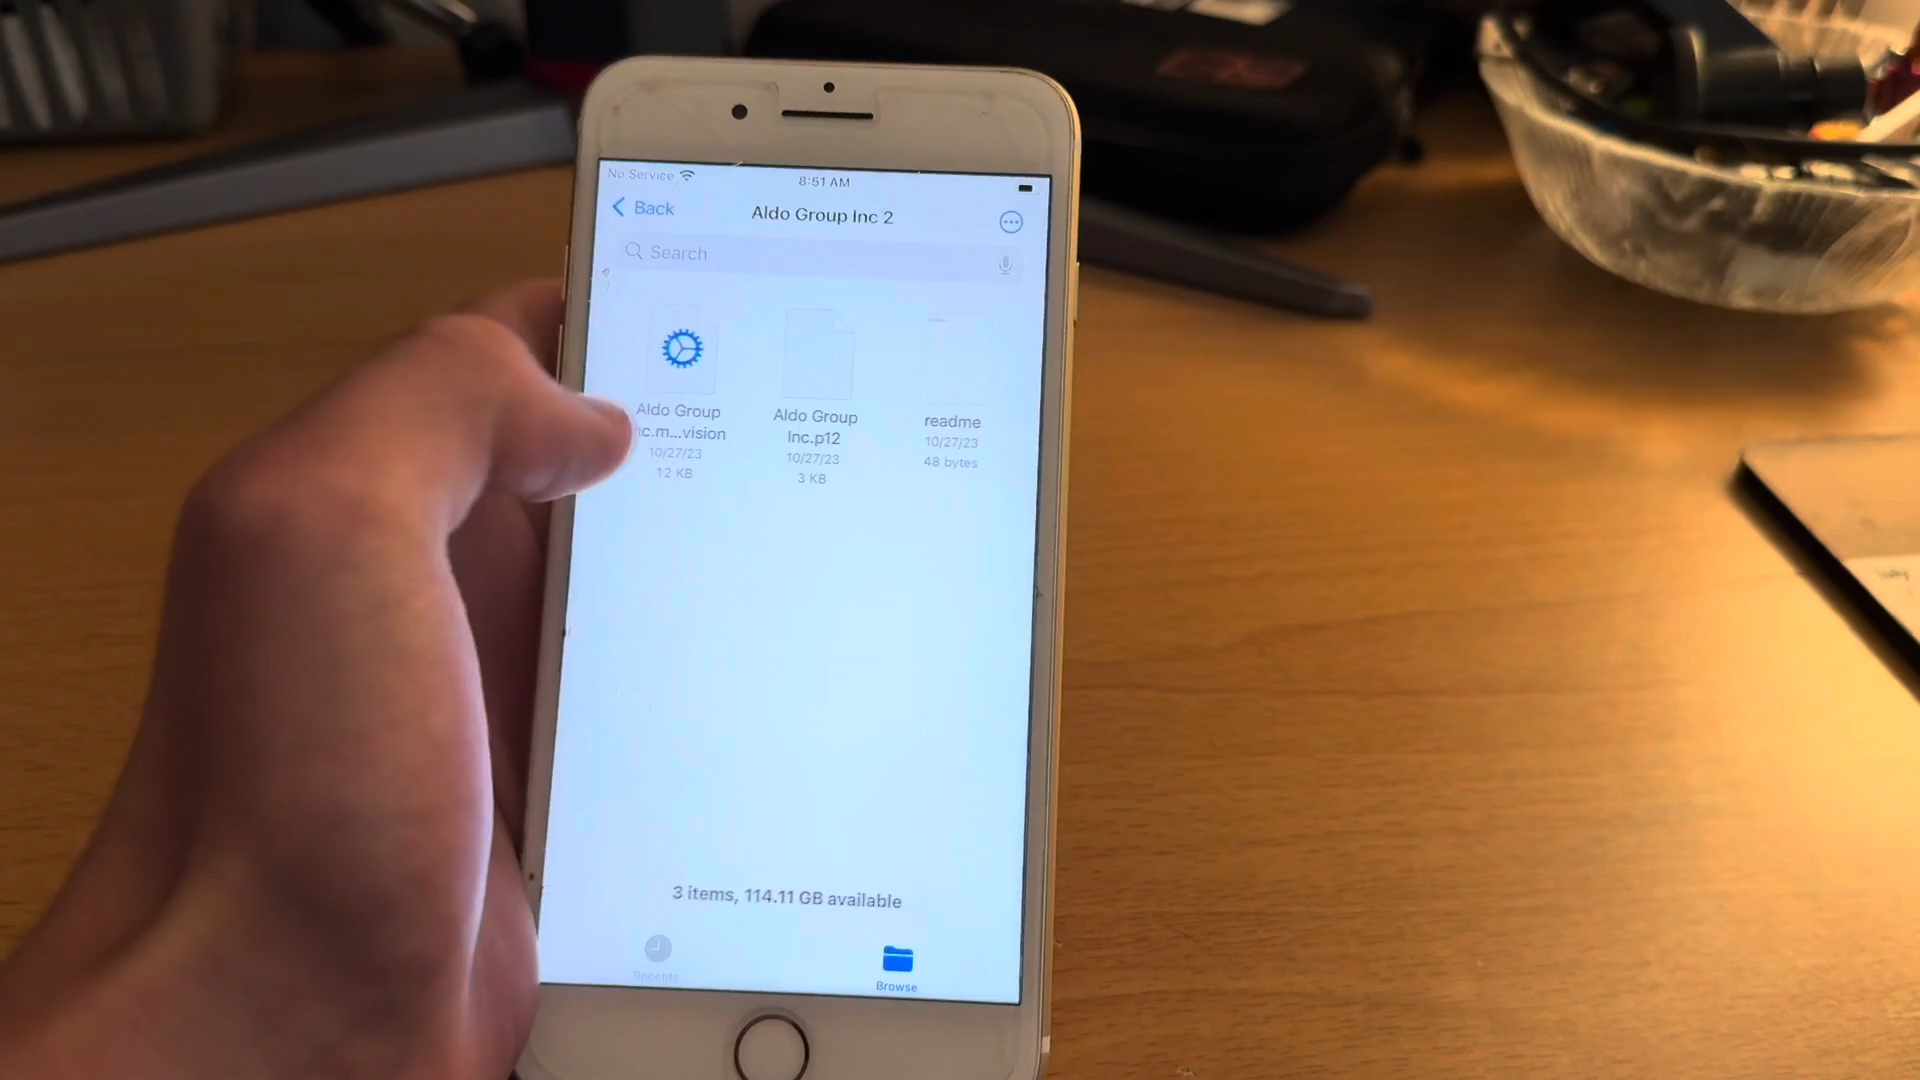 No Service
8:51 AM
Back
Aldo Group Inc 2
Search
Aldo Group
nc.m...vision
10/27/23
12 KB
Aldo Group
Inc.p12
10/27/23
3 KB
readme
10/27/23
48 bytes
3 items, 114.11 GB available
Recents
Browse